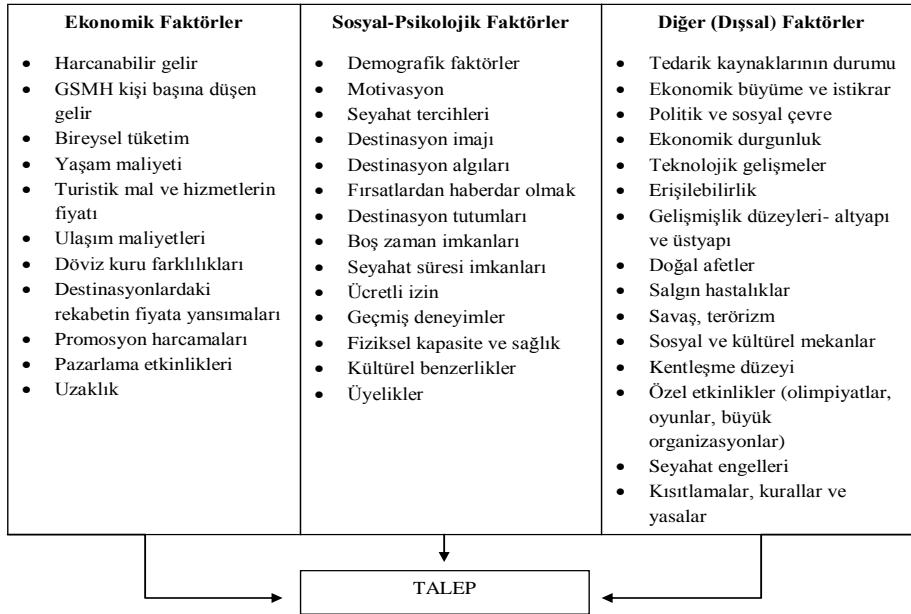 Ekonomik Faktörler
• Harcanabilir gelir
• GSMH kişi başına düşen
gelir
• Bireysel tüketim
• Yaşam maliyeti
• Turistik mal ve hizmetlerin
fiyatı
• Ulaşım maliyetleri
• Döviz kuru farklılıkları
• Destinasyonlardaki
rekabetin fiyata yansımaları
• Promosyon harcamaları
• Pazarlama etkinlikleri
• Uzaklık
Sosyal-Psikolojik Faktörler
• Demografik faktörler
• Motivasyon
• Seyahat tercihleri
• Destinasyon imajı
• Destinasyon algıları
• Fırsatlardan haberdar olmak
• Destinasyon tutumları
• Boş zaman imkanları
• Seyahat süresi imkanları
• Ücretli izin
• Geçmiş deneyimler
• Fiziksel kapasite ve sağlık
• Kültürel benzerlikler
• Üyelikler
Diğer (Dışsal) Faktörler
• Tedarik kaynaklarının durumu
• Ekonomik büyüme ve istikrar
• Politik ve sosyal çevre
• Ekonomik durgunluk
• Teknolojik gelişmeler
• Erişilebilirlik
• Gelişmişlik düzeyleri- altyapı
ve üstyapı
• Doğal afetler
• Salgın hastalıklar
• Savaş, terörizm
• Sosyal ve kültürel mekanlar
• Kentleşme düzeyi
• Özel etkinlikler (olimpiyatlar,
oyunlar, büyük
organizasyonlar)
• Seyahat engelleri
• Kısıtlamalar, kurallar ve
yasalar
TALEP